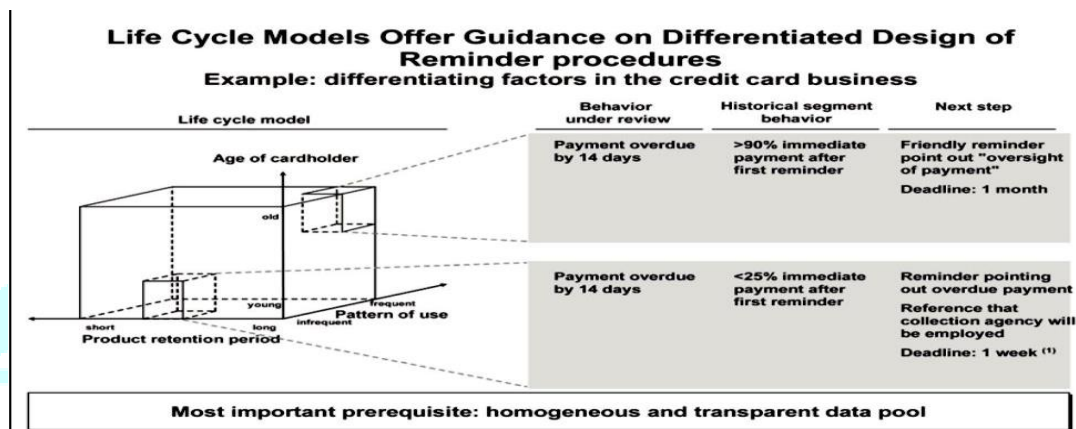 Life Cycle Models Offer Guidance on Differentiated Design of
Reminder procedures
Example: differentiating factors in the credit card business
Life cycle model
Age of cardholder
old
young
frequent
infrequent
Pattern of use
short
long
Product retention period
Behavior
under review
Historical segment
behavior
Next step
Payment overdue
by 14 days
>90% immediate
payment after
first reminder
Friendly reminder
point out "oversight
of payment"
Deadline: 1 month
Payment overdue
by 14 days
<25% immediate
payment after
first reminder
Reminder pointing
out overdue payment
Reference that
collection agency will
be employed
Deadline: 1 week (1)
Most important prerequisite: homogeneous and transparent data pool